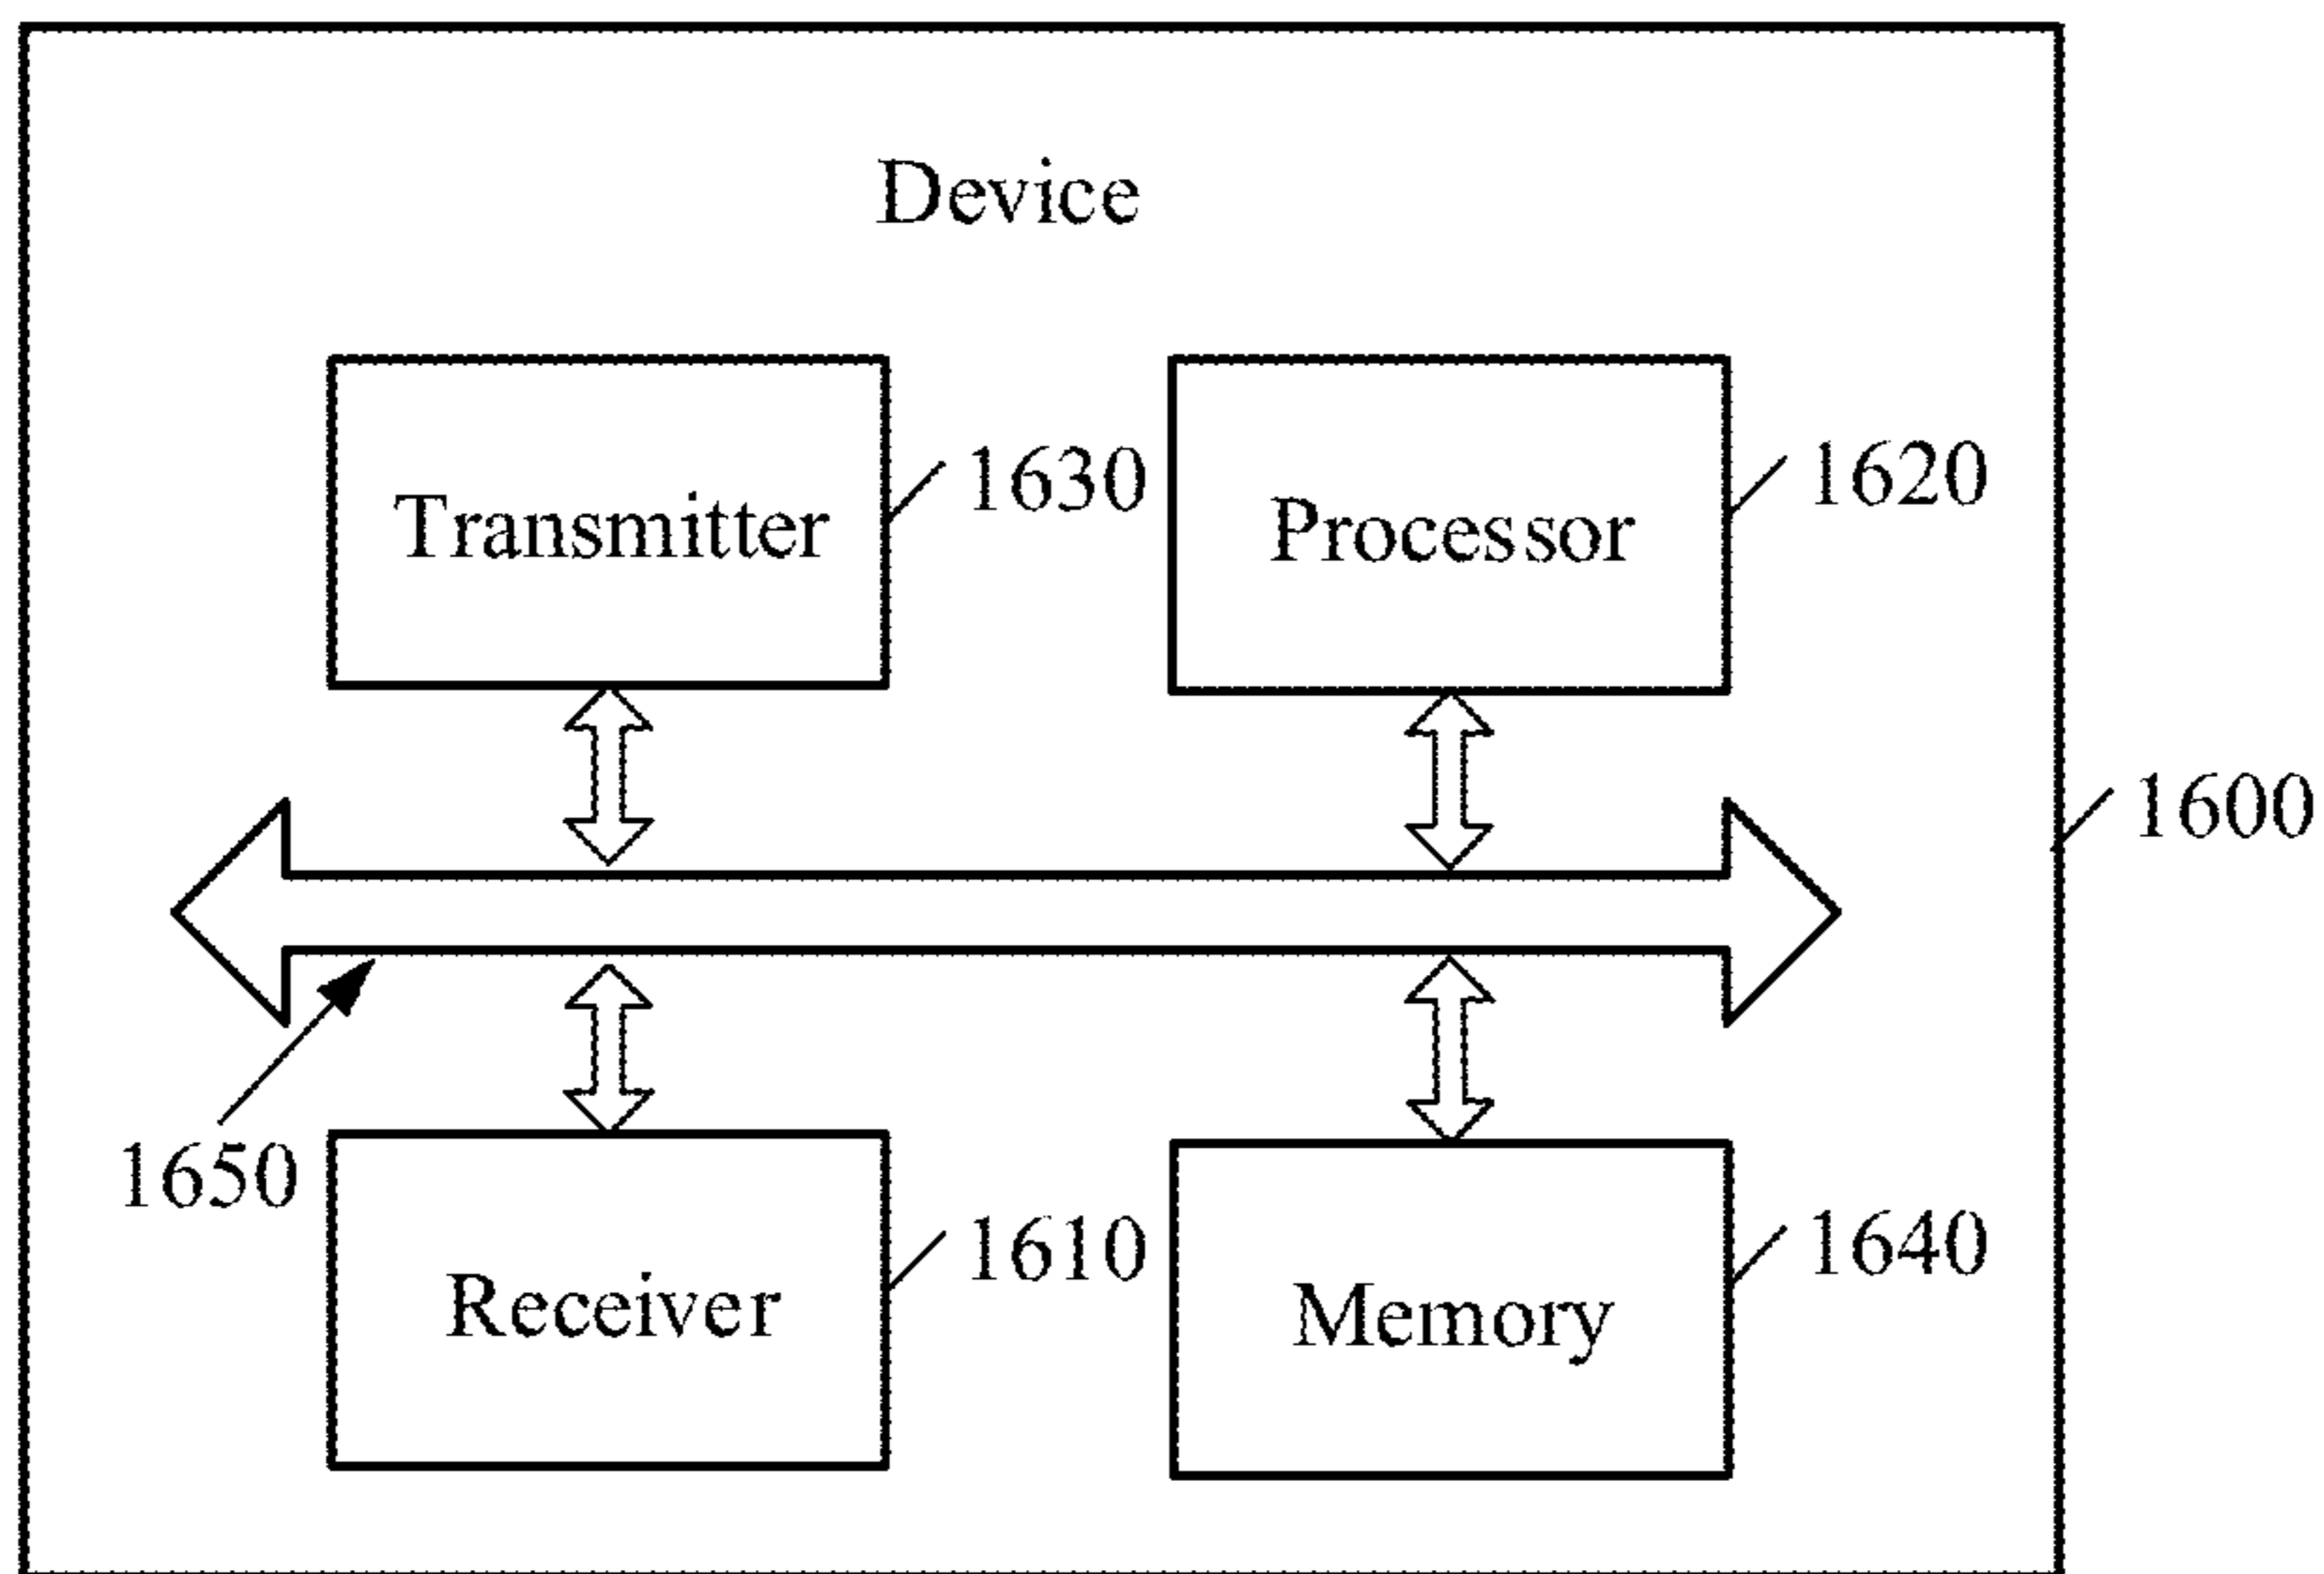 Device
Transmitter
1630
Processor
1620
1600
1650
Receiver
1610
Memory
1640